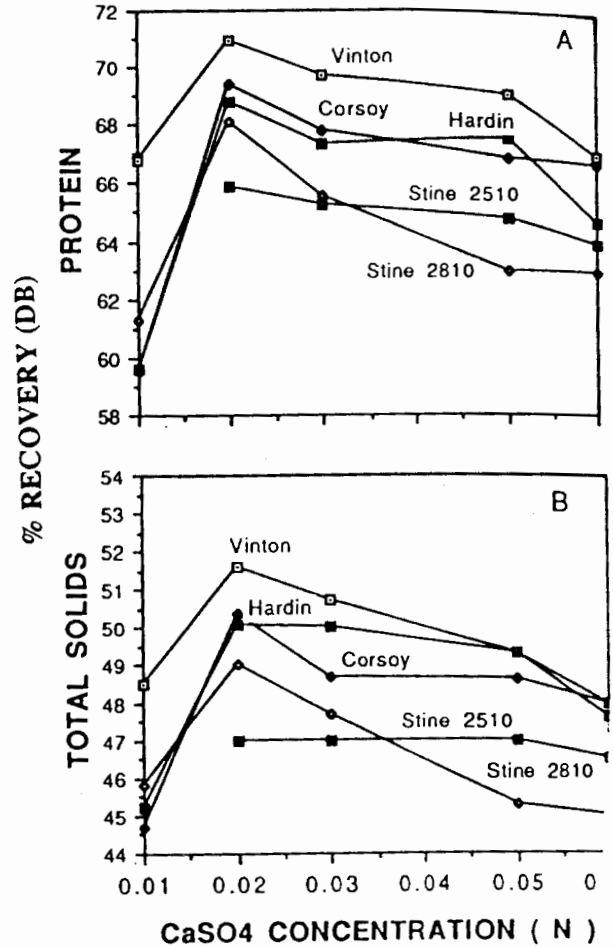 72
70
68
66
64
62
60
58
PROTEIN
A
Vinton
Corsoy
Hardin
Stine 2510
Stine 2810
% RECOVERY (DB)
54
53
52
51
50
49
48
47
46
45
44
TOTAL SOLIDS
B
Vinton
Hardin
Corsoy
Stine 2510
Stine 2810
0.01 0.02 0.03 0.04 0.05 0
CaSO4 CONCENTRATION ( N )